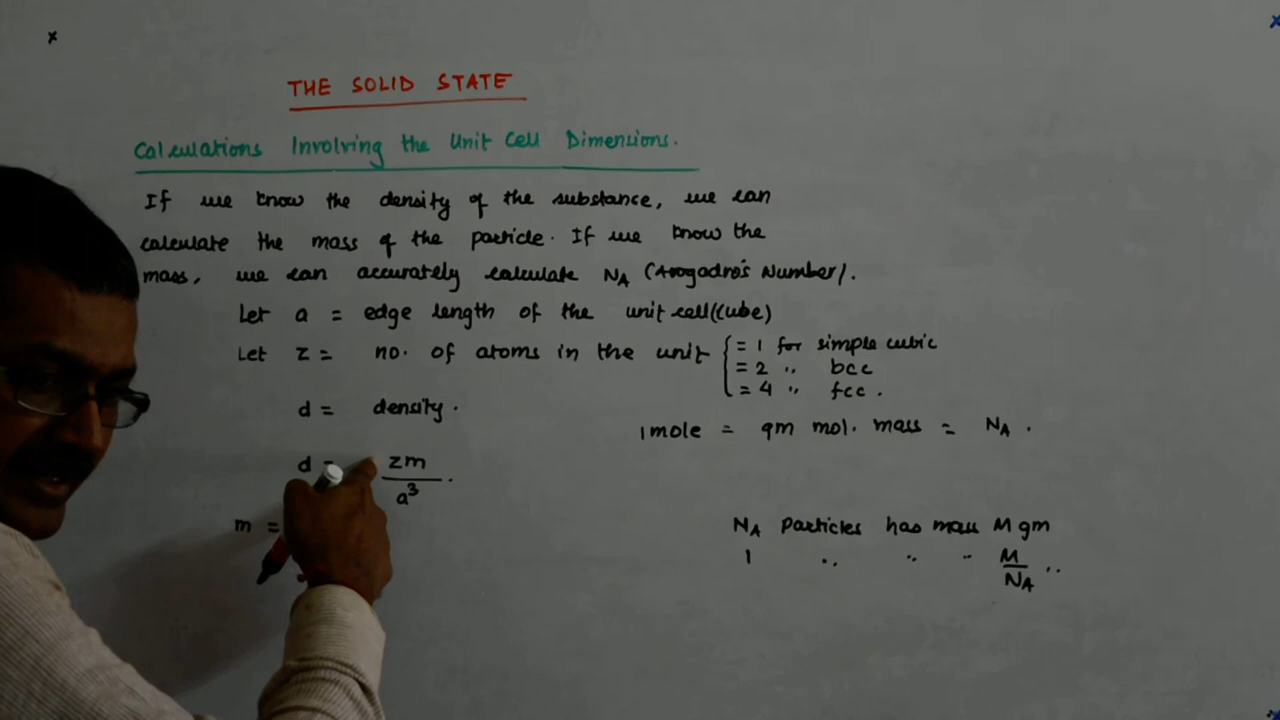 THE SOLID STATE
Calculations Involving the Unit Cell Dimensions.
If we know the density of the substance, we can
calculate the mass of the particle. If we know the
mass, we can accurately calculate NA (Avogadro's Number).
Let a = edge length of the unit cell (Cube)
Let Z = no. of atoms in the unit { = 1 for simple cubic
= 2 ,, bcc
= 4 ,, fcc.
d = density.
1 mole = gm mol. mass = NA.
d = zm / a³.
m =
NA Particles has mass M gm
1 ,, ,, ,, M / NA ,,